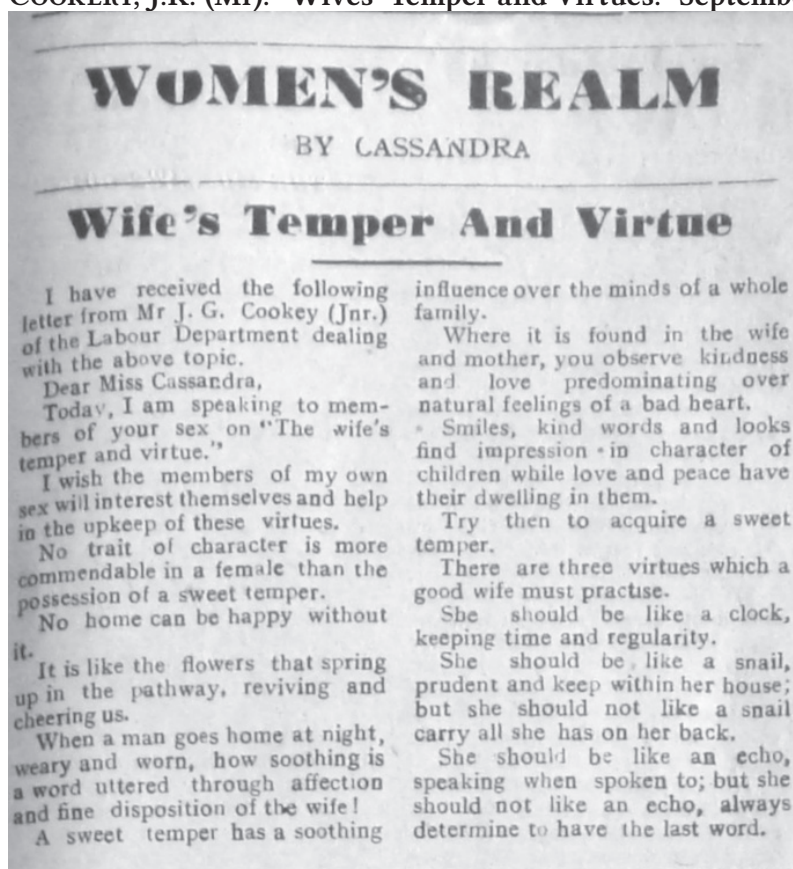 Temper and Virtues.
WOMEN'S REALM
BY CASSANDRA
Wife's Temper And Virtue
I have received the following
letter from Mr J. G. Cookey (Jnr.)
of the Labour Department dealing
with the above topic.
Dear Miss Cassandra,
Today, I am speaking to mem-
bers of your sex on "The wife's
temper and virtue."
I wish the members of my own
sex will interest themselves and help
in the upkeep of these virtues.
No trait of character is more
commendable in a female than the
possession of a sweet temper.
No home can be happy without
it.
It is like the flowers that spring
up in the pathway, reviving and
cheering us.
When a man goes home at night,
weary and worn, how soothing is
a word uttered through affection
and fine disposition of the wife!
A sweet temper has a soothing
influence over the minds of a whole
family.
Where it is found in the wife
and mother, you observe kindness
and love predominating over
natural feelings of a bad heart.
Smiles, kind words and looks
find impression in character of
children while love and peace have
their dwelling in them.
Try then to acquire a sweet
temper.
There are three virtues which a
good wife must practise.
She should be like a clock,
keeping time and regularity.
She should be like a snail,
prudent and keep within her house;
but she should not like a snail
carry all she has on her back.
She should be like an echo,
speaking when spoken to; but she
should not like an echo, always
determine to have the last word.